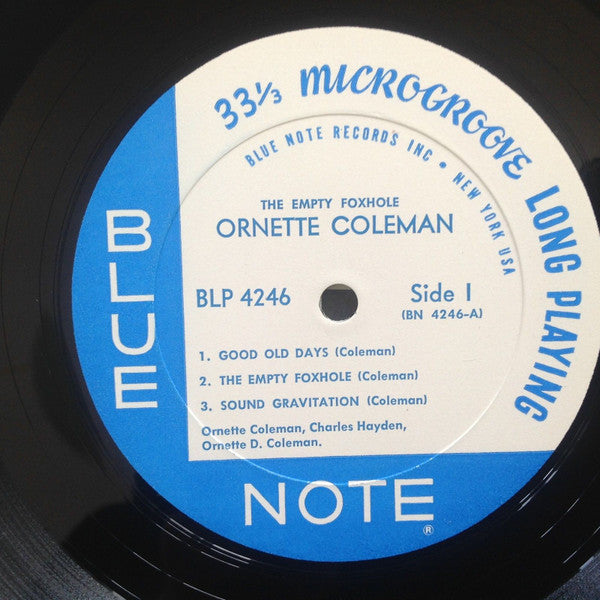 33⅓ MICROGROOVE LONG PLAYING
BLUE NOTE RECORDS INC • NEW YORK USA
THE EMPTY FOXHOLE
ORNETTE COLEMAN
BLP 4246
Side 1
(BN 4246-A)
1. GOOD OLD DAYS (Coleman)
2. THE EMPTY FOXHOLE (Coleman)
3. SOUND GRAVITATION (Coleman)
Ornette Coleman, Charles Hayden,
Ornette D. Coleman.
BLUE
NOTE
®